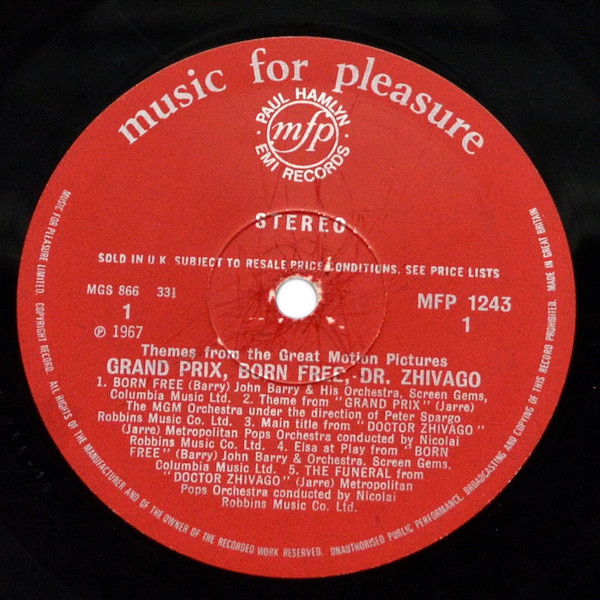 music for pleasure
· PAUL HAMLYN ·
mfp
EMI RECORDS
STEREO
SOLD IN U.K. SUBJECT TO RESALE PRICE CONDITIONS, SEE PRICE LISTS
MGS 866 33⅓
MFP 1243
1
1
℗ 1967
Themes from the Great Motion Pictures
GRAND PRIX, BORN FREE, DR. ZHIVAGO
1. BORN FREE (Barry) John Barry & His Orchestra, Screen Gems,
Columbia Music Ltd. 2. Theme from "GRAND PRIX" (Jarre)
The MGM Orchestra under the direction of Peter Spargo
Robbins Music Co. Ltd. 3. Main title from "DOCTOR ZHIVAGO"
(Jarre) Metropolitan Pops Orchestra conducted by Nicolai
Robbins Music Co. Ltd. 4. Elsa at Play from "BORN
FREE" (Barry) John Barry & Orchestra, Screen Gems,
Columbia Music Ltd. 5. THE FUNERAL from
"DOCTOR ZHIVAGO" (Jarre) Metropolitan
Pops Orchestra conducted by Nicolai
Robbins Music Co. Ltd.
MUSIC FOR PLEASURE LIMITED. COPYRIGHT RECORD. ALL RIGHTS OF THE MANUFACTURER AND OF THE OWNER OF THE RECORDED WORK RESERVED. UNAUTHORISED PUBLIC PERFORMANCE, BROADCASTING AND COPYING OF THIS RECORD PROHIBITED. MADE IN GREAT BRITAIN